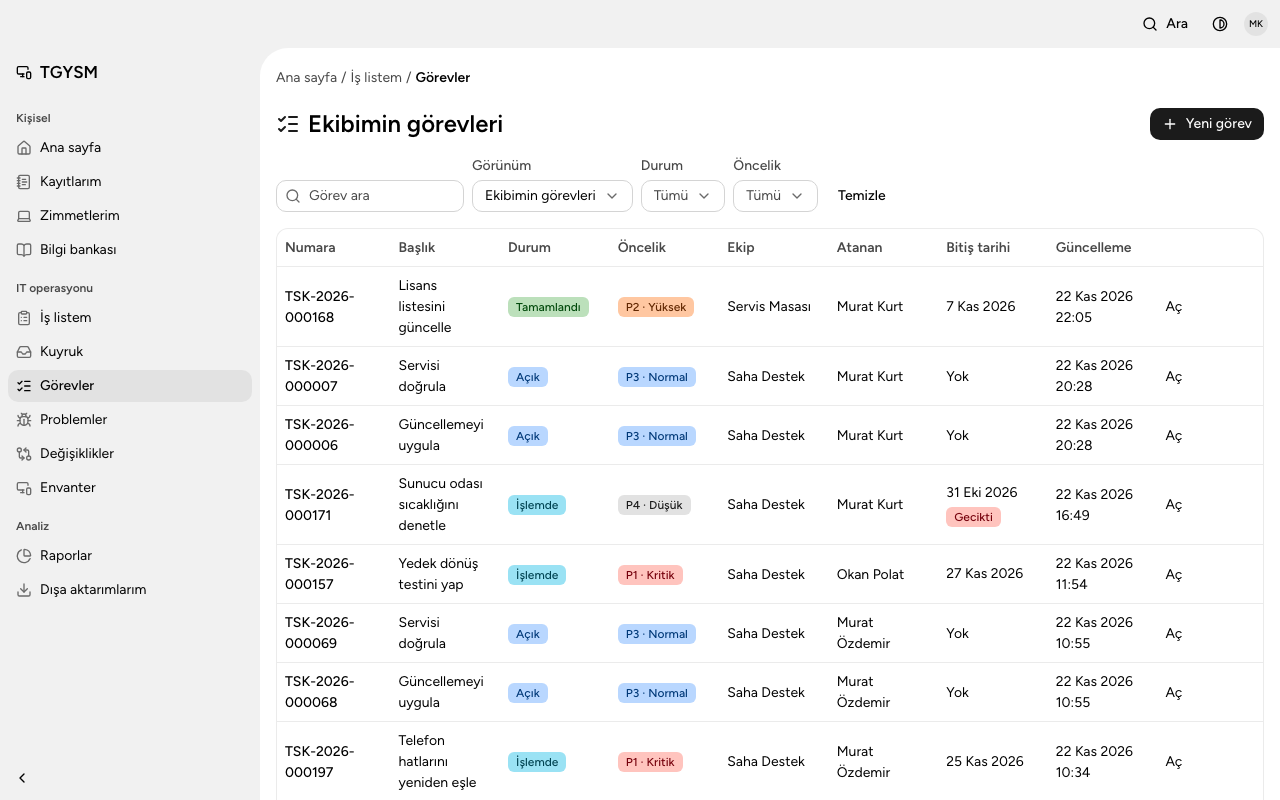 Ara
MK
TGYSM
Kişisel
Ana sayfa
Kayıtlarım
Zimmetlerim
Bilgi bankası
IT operasyonu
İş listem
Kuyruk
Görevler
Problemler
Değişiklikler
Envanter
Analiz
Raporlar
Dışa aktarımlarım
Ana sayfa / İş listem / Görevler
Ekibimin görevleri
Yeni görev
Görünüm
Durum
Öncelik
Görev ara
Ekibimin görevleri
Tümü
Tümü
Temizle
Numara Başlık Durum Öncelik Ekip Atanan Bitiş tarihi Güncelleme
TSK-2026-
000168
Lisans
listesini
güncelle
Tamamlandı
P2 · Yüksek
Servis Masası
Murat Kurt
7 Kas 2026
22 Kas 2026
22:05
Aç
TSK-2026-
000007
Servisi
doğrula
Açık
P3 · Normal
Saha Destek
Murat Kurt
Yok
22 Kas 2026
20:28
Aç
TSK-2026-
000006
Güncellemeyi
uygula
Açık
P3 · Normal
Saha Destek
Murat Kurt
Yok
22 Kas 2026
20:28
Aç
TSK-2026-
000171
Sunucu odası
sıcaklığını
denetle
İşlemde
P4 · Düşük
Saha Destek
Murat Kurt
31 Eki 2026
Gecikti
22 Kas 2026
16:49
Aç
TSK-2026-
000157
Yedek dönüş
testini yap
İşlemde
P1 · Kritik
Saha Destek
Okan Polat
27 Kas 2026
22 Kas 2026
11:54
Aç
TSK-2026-
000069
Servisi
doğrula
Açık
P3 · Normal
Saha Destek
Murat
Özdemir
Yok
22 Kas 2026
10:55
Aç
TSK-2026-
000068
Güncellemeyi
uygula
Açık
P3 · Normal
Saha Destek
Murat
Özdemir
Yok
22 Kas 2026
10:55
Aç
TSK-2026-
000197
Telefon
hatlarını
yeniden eşle
İşlemde
P1 · Kritik
Saha Destek
Murat
Özdemir
25 Kas 2026
22 Kas 2026
10:34
Aç